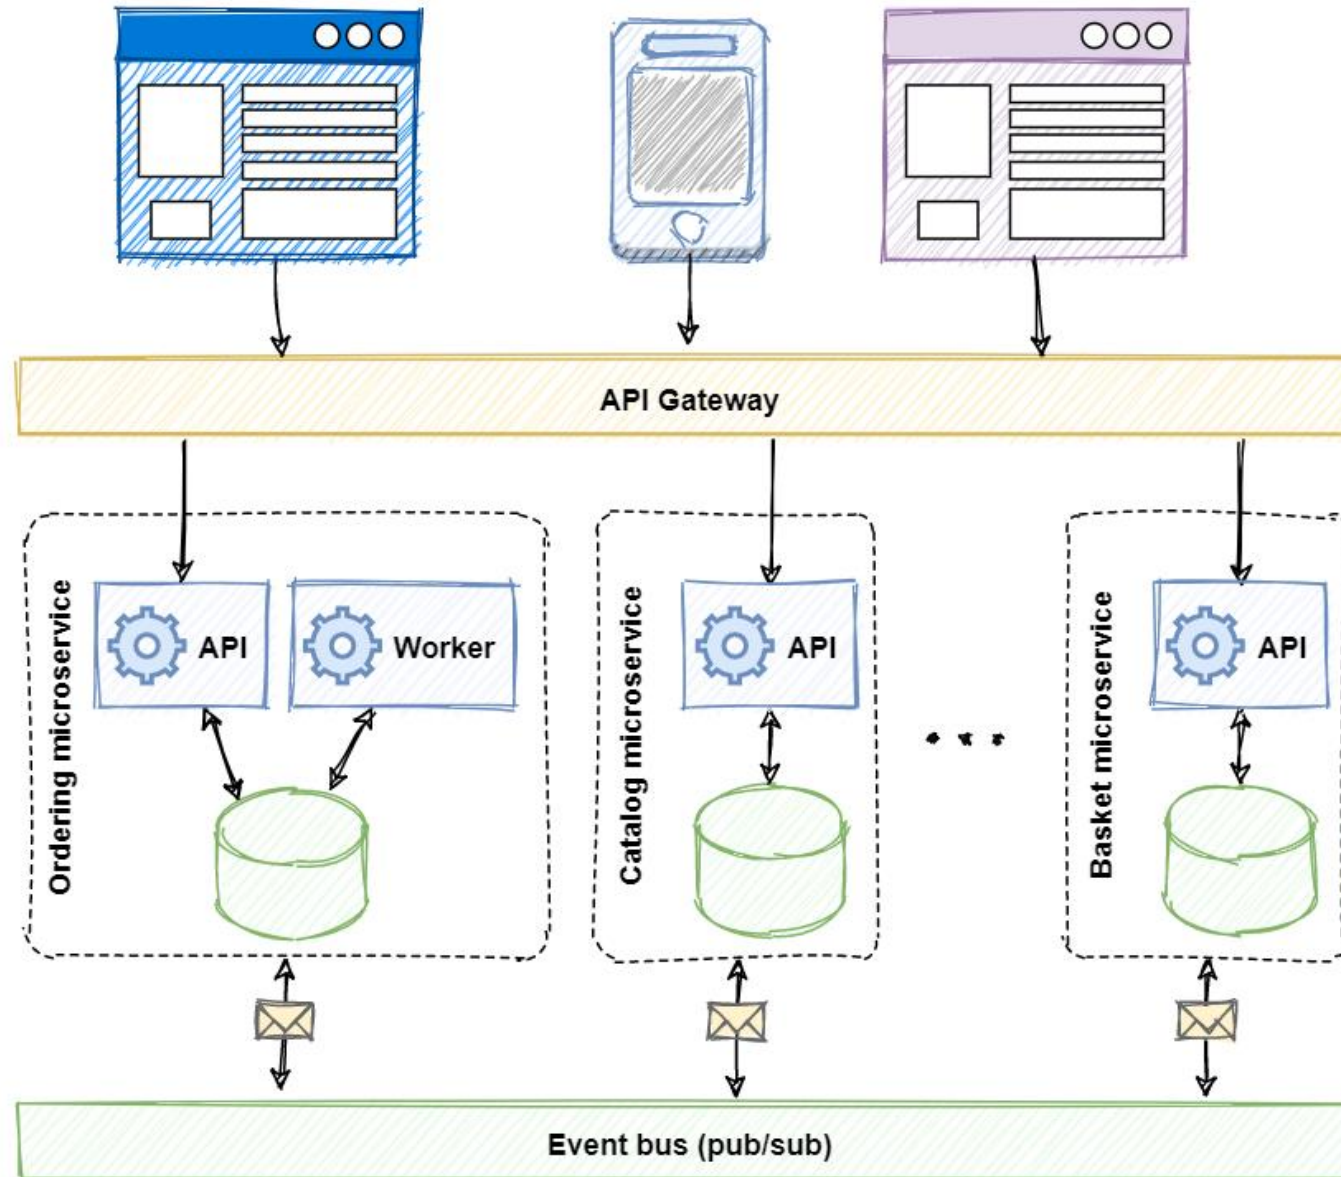 API Gateway
Ordering microservice
API
Worker
Catalog microservice
API
Basket microservice
API
Event bus (pub/sub)